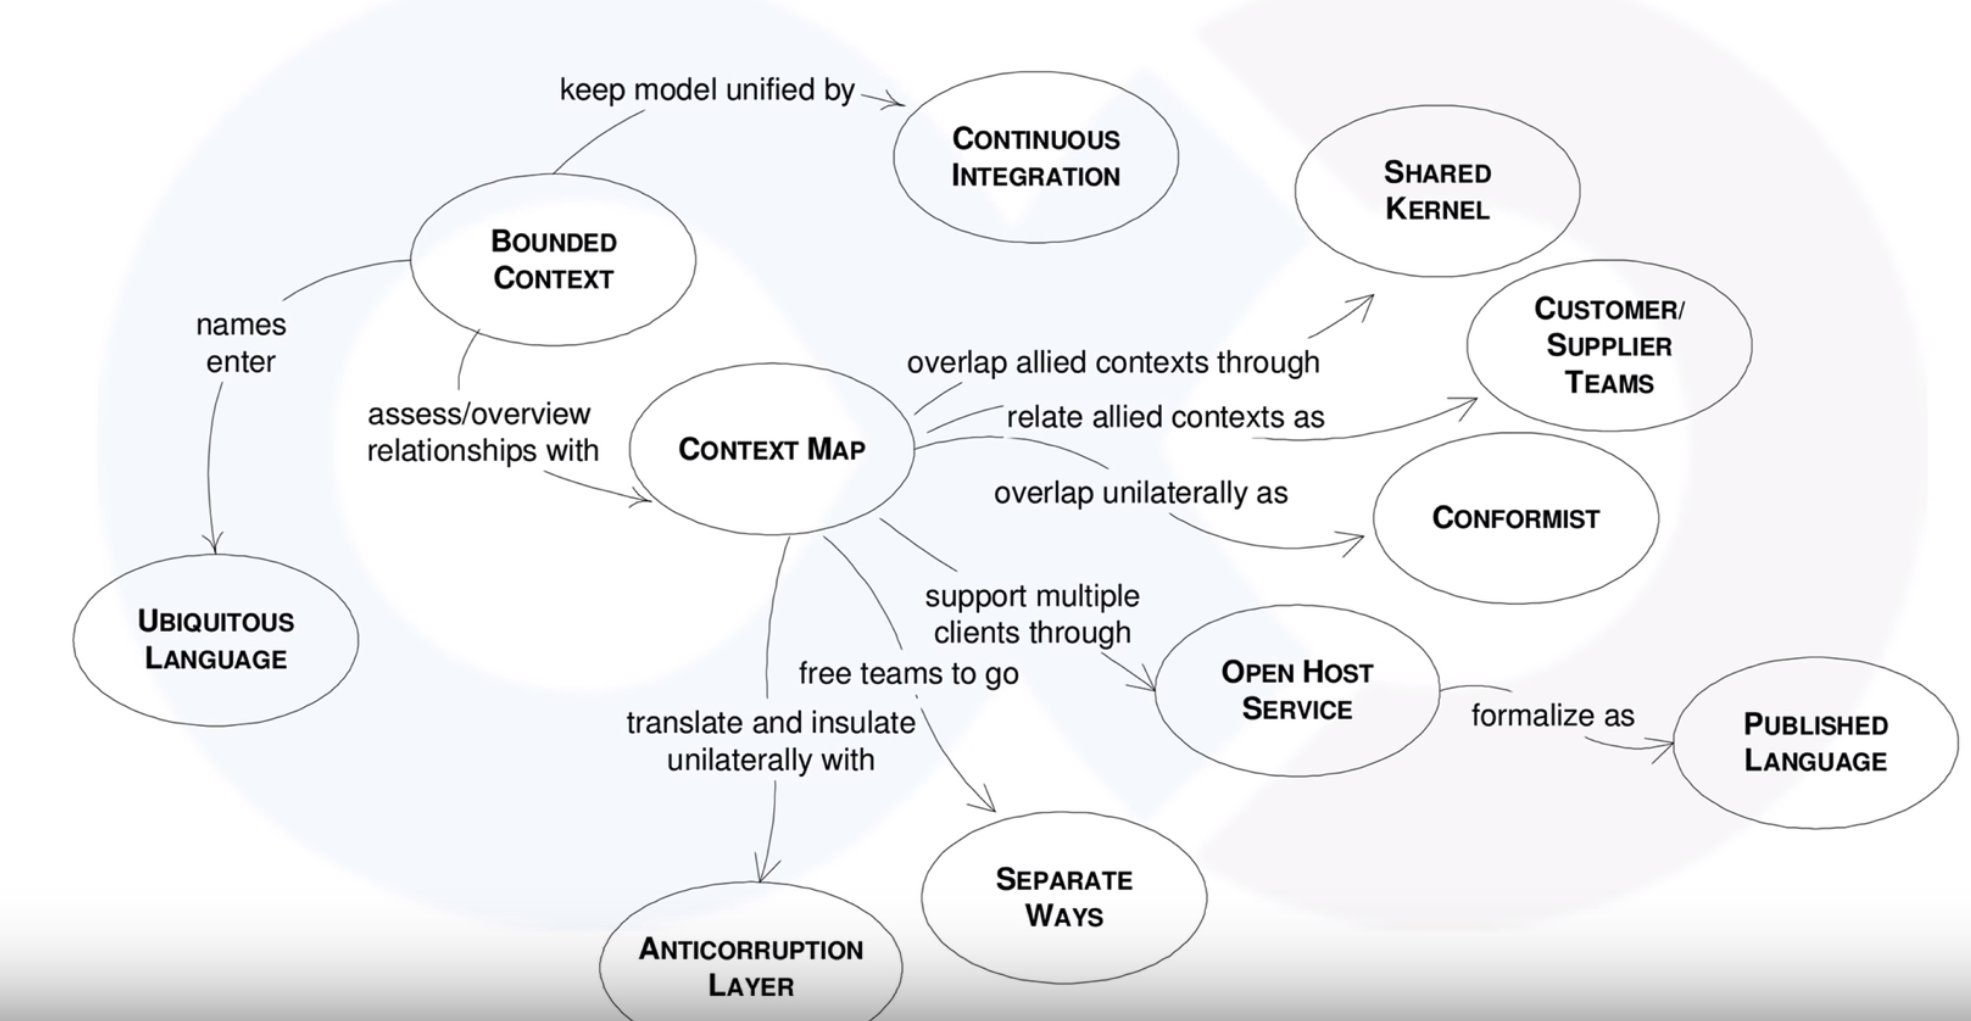 keep model unified by
CONTINUOUS
INTEGRATION
SHARED
KERNEL
BOUNDED
CONTEXT
names
enter
CUSTOMER/
SUPPLIER
TEAMS
overlap allied contexts through
assess/overview
relationships with
relate allied contexts as
CONTEXT MAP
overlap unilaterally as
CONFORMIST
support multiple
clients through
UBIQUITOUS
LANGUAGE
free teams to go
OPEN HOST
SERVICE
formalize as
PUBLISHED
LANGUAGE
translate and insulate
unilaterally with
SEPARATE
WAYS
ANTICORRUPTION
LAYER